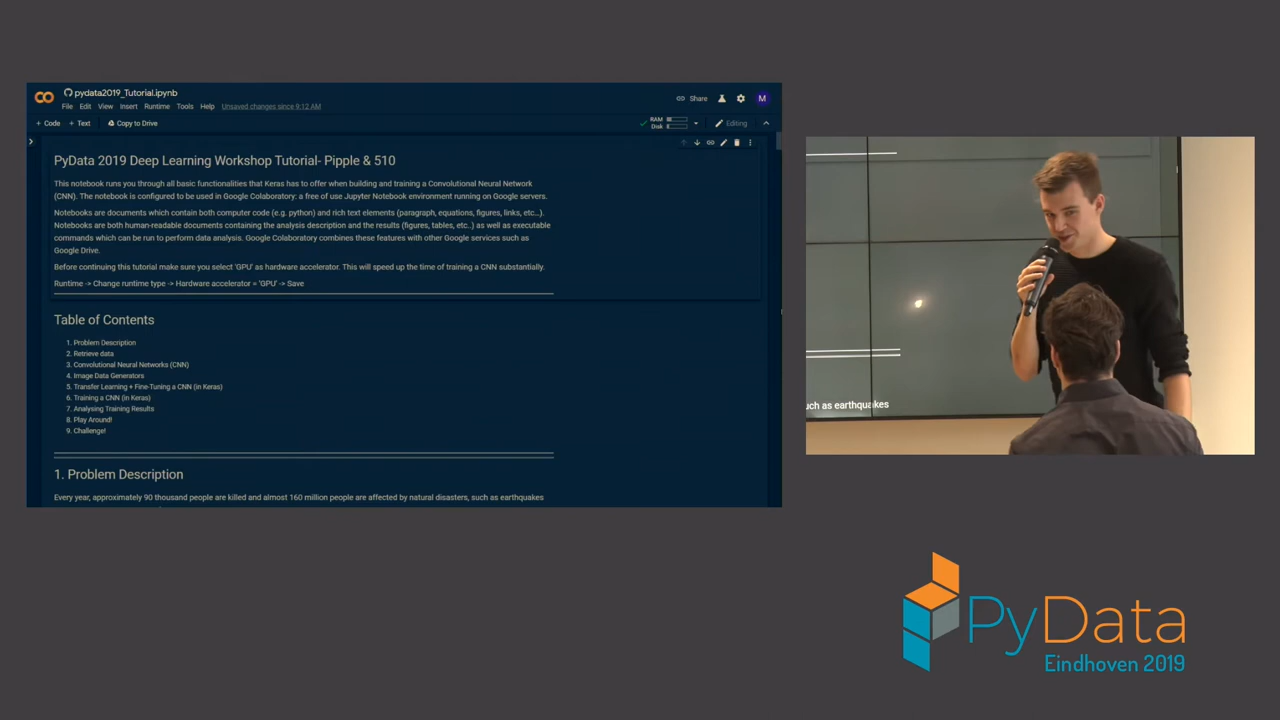 pydata2019_Tutorial.ipynb
File Edit View Insert Runtime Tools Help Unsaved changes since 9:12 AM
Share
M
+ Code + Text Copy to Drive
RAM
Disk
Editing
PyData 2019 Deep Learning Workshop Tutorial- Pipple & 510
This notebook runs you through all basic functionalities that Keras has to offer when building and training a Convolutional Neural Network
(CNN). The notebook is configured to be used in Google Colaboratory: a free of use Jupyter Notebook environment running on Google servers.
Notebooks are documents which contain both computer code (e.g. python) and rich text elements (paragraph, equations, figures, links, etc...).
Notebooks are both human-readable documents containing the analysis description and the results (figures, tables, etc..) as well as executable
commands which can be run to perform data analysis. Google Colaboratory combines these features with other Google services such as
Google Drive.
Before continuing this tutorial make sure you select 'GPU' as hardware accelerator. This will speed up the time of training a CNN substantially.
Runtime -> Change runtime type -> Hardware accelerator = 'GPU' -> Save
Table of Contents
1. Problem Description
2. Retrieve data
3. Convolutional Neural Networks (CNN)
4. Image Data Generators
5. Transfer Learning + Fine-Tuning a CNN (in Keras)
6. Training a CNN (in Keras)
7. Analysing Training Results
8. Play Around!
9. Challenge!
1. Problem Description
Every year, approximately 90 thousand people are killed and almost 160 million people are affected by natural disasters, such as earthquakes
uch as earthquakes
PyData
Eindhoven 2019